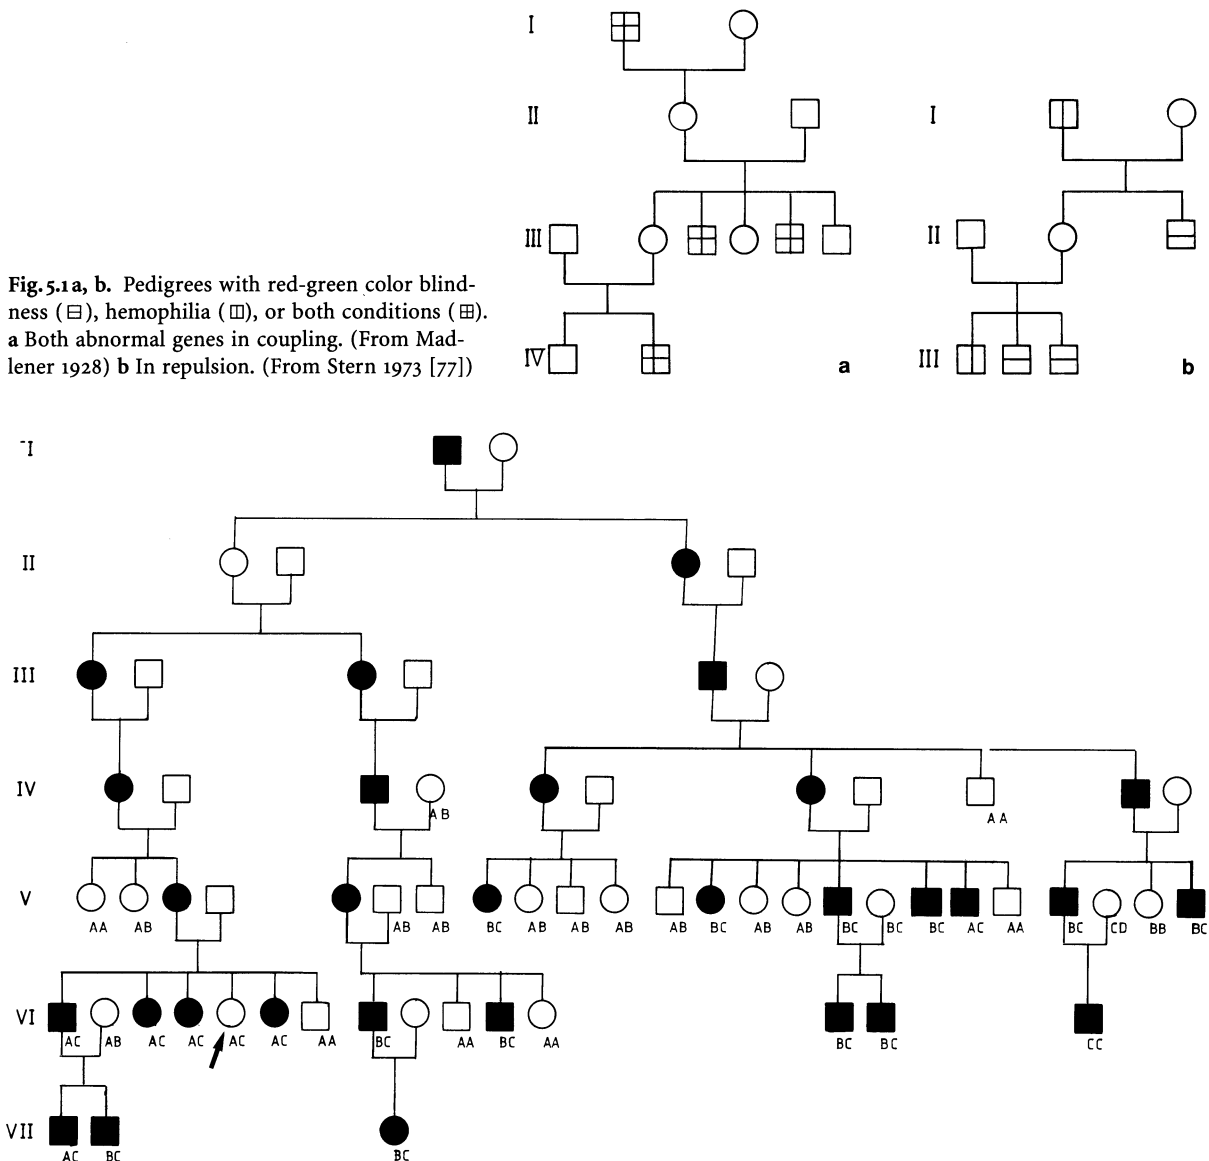 I
II
I
III
II
Fig. 5.1 a, b. Pedigrees with red-green color blind-
ness (⊟), hemophilia (◫), or both conditions (⊞).
a Both abnormal genes in coupling. (From Mad-
lener 1928) b In repulsion. (From Stern 1973 [77])
IV a III b
I
II
III
IV
AB
AA
V
AA AB AB AB BC AB AB AB AB BC AB AB BC BC BC AC AA BC CD BB BC
VI
AC AB AC AC AC AC AA BC AA BC AA BC BC CC
VII
AC BC BC